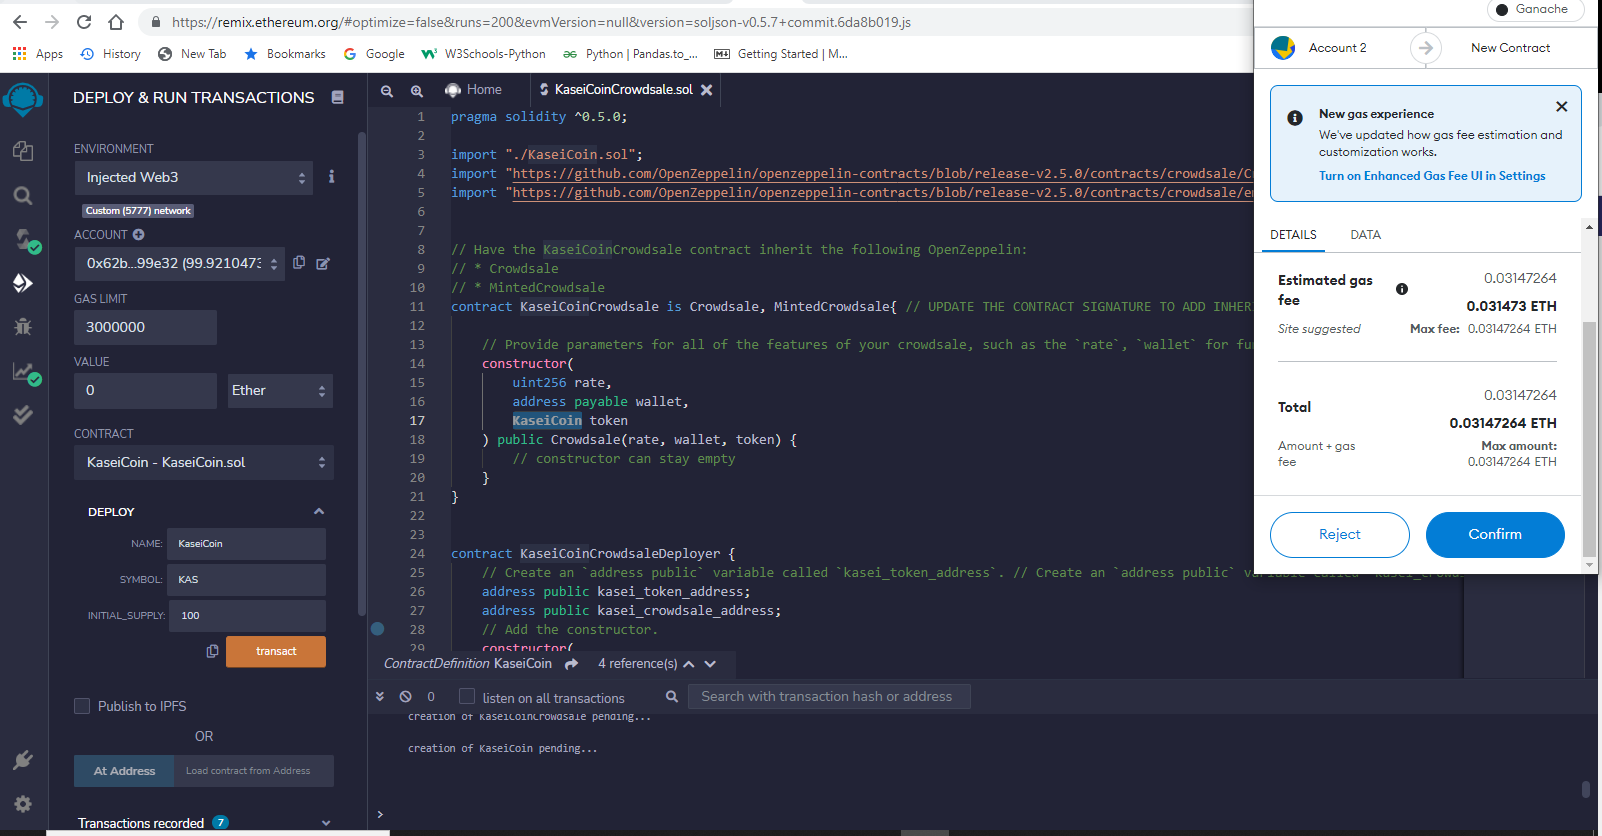 https://remix.ethereum.org/#optimize=false&runs=200&evmVersion=null&version=soljson-v0.5.7+commit.6da8b019.js
Apps History New Tab Bookmarks Google W3Schools-Python Python | Pandas.to_... Getting Started | M...
DEPLOY & RUN TRANSACTIONS
ENVIRONMENT
Injected Web3
i
Custom (5777) network
ACCOUNT
0x62b...99e32 (99.9210473
GAS LIMIT
3000000
VALUE
0
Ether
CONTRACT
KaseiCoin - KaseiCoin.sol
DEPLOY
NAME: KaseiCoin
SYMBOL: KAS
INITIAL_SUPPLY: 100
transact
Publish to IPFS
OR
At Address Load contract from Address
Transactions recorded 7
Home KaseiCoinCrowdsale.sol
1 pragma solidity ^0.5.0;
2
3 import "./KaseiCoin.sol";
4 import "https://github.com/OpenZeppelin/openzeppelin-contracts/blob/release-v2.5.0/contracts/crowdsale/C
5 import "https://github.com/OpenZeppelin/openzeppelin-contracts/blob/release-v2.5.0/contracts/crowdsale/e
6
7
8 // Have the KaseiCoinCrowdsale contract inherit the following OpenZeppelin:
9 // * Crowdsale
10 // * MintedCrowdsale
11 contract KaseiCoinCrowdsale is Crowdsale, MintedCrowdsale{ // UPDATE THE CONTRACT SIGNATURE TO ADD INHERI
12
13 // Provide parameters for all of the features of your crowdsale, such as the `rate`, `wallet` for fu
14 constructor(
15 uint256 rate,
16 address payable wallet,
17 KaseiCoin token
18 ) public Crowdsale(rate, wallet, token) {
19 // constructor can stay empty
20 }
21 }
22
23
24 contract KaseiCoinCrowdsaleDeployer {
25 // Create an `address public` variable called `kasei_token_address`. // Create an `address public` variable called `kasei_crowds
26 address public kasei_token_address;
27 address public kasei_crowdsale_address;
28 // Add the constructor.
29 constructor(
ContractDefinition KaseiCoin 4 reference(s)
0 listen on all transactions Search with transaction hash or address
creation of KaseiCoinCrowdsale pending...
creation of KaseiCoin pending...
>
Ganache
Account 2 New Contract
New gas experience
We've updated how gas fee estimation and
customization works.
Turn on Enhanced Gas Fee UI in Settings
DETAILS DATA
Estimated gas
fee
0.03147264
0.031473 ETH
Site suggested Max fee: 0.03147264 ETH
0.03147264
Total
0.03147264 ETH
Amount + gas
fee
Max amount:
0.03147264 ETH
Reject Confirm